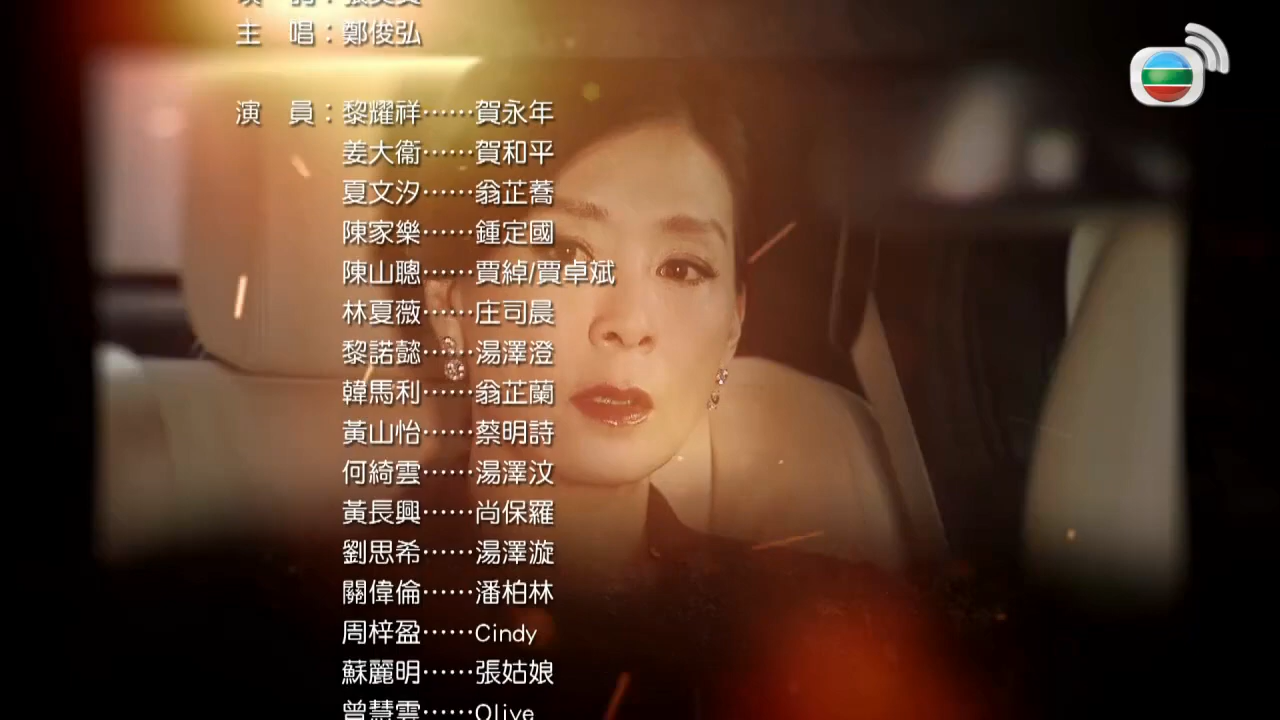 主 唱：鄭俊弘
演 員：黎耀祥……賀永年
姜大衞……賀和平
夏文汐……翁芷蕎
陳家樂……鍾定國
陳山聰……賈綽/賈卓斌
林夏薇……庄司晨
黎諾懿……湯澤澄
韓馬利……翁芷蘭
黃山怡……蔡明詩
何綺雲……湯澤汶
黃長興……尚保羅
劉思希……湯澤漩
關偉倫……潘柏林
周梓盈……Cindy
蘇麗明……張姑娘
曾慧雲……Olive